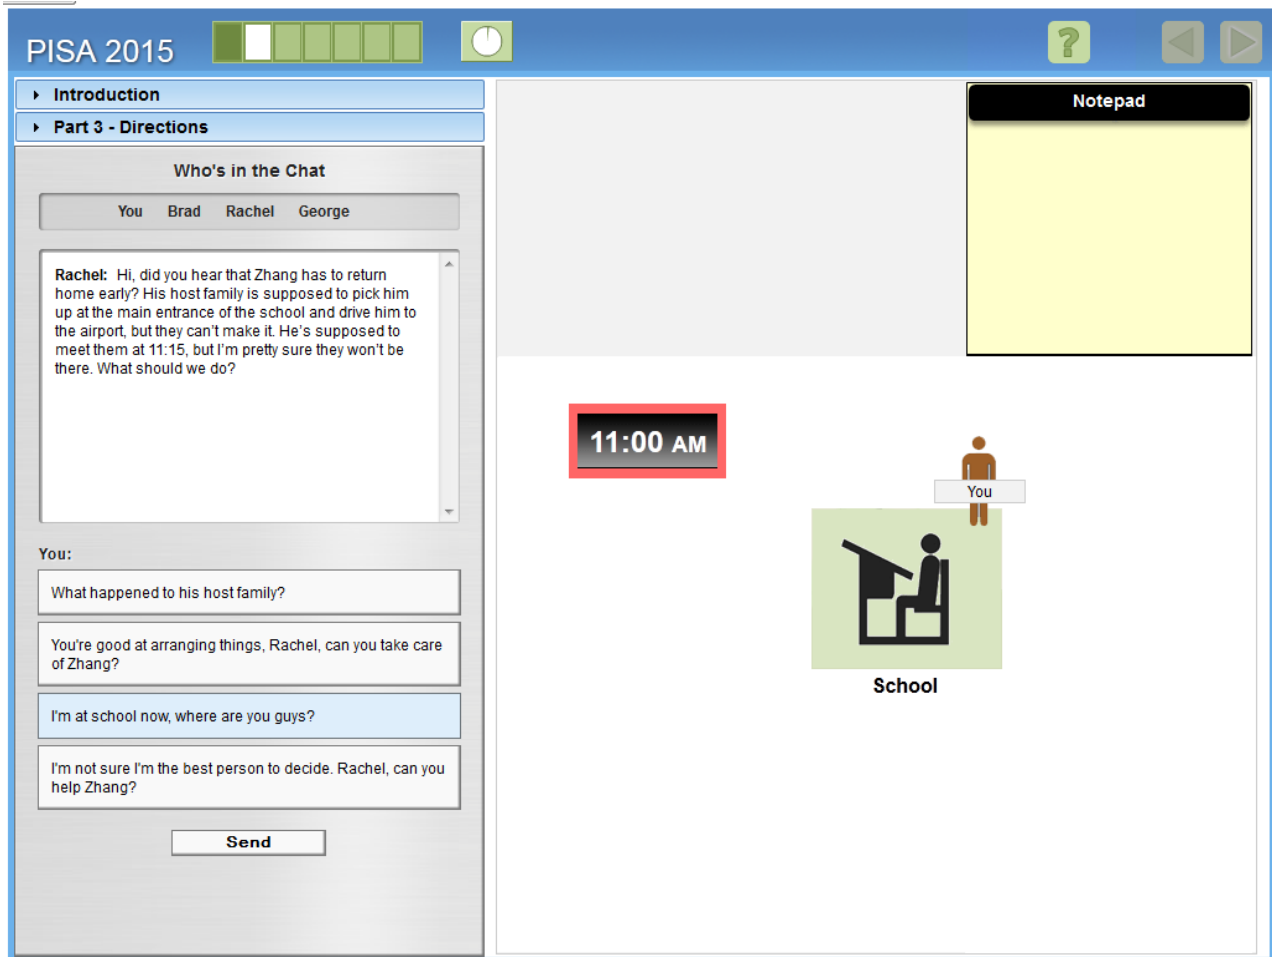 PISA 2015
?
Introduction
Part 3 - Directions
Who's in the Chat
You Brad Rachel George
Rachel: Hi, did you hear that Zhang has to return
home early? His host family is supposed to pick him
up at the main entrance of the school and drive him to
the airport, but they can't make it. He's supposed to
meet them at 11:15, but I'm pretty sure they won't be
there. What should we do?
You:
What happened to his host family?
You're good at arranging things, Rachel, can you take care
of Zhang?
I'm at school now, where are you guys?
I'm not sure I'm the best person to decide. Rachel, can you
help Zhang?
Send
Notepad
11:00 AM
You
School